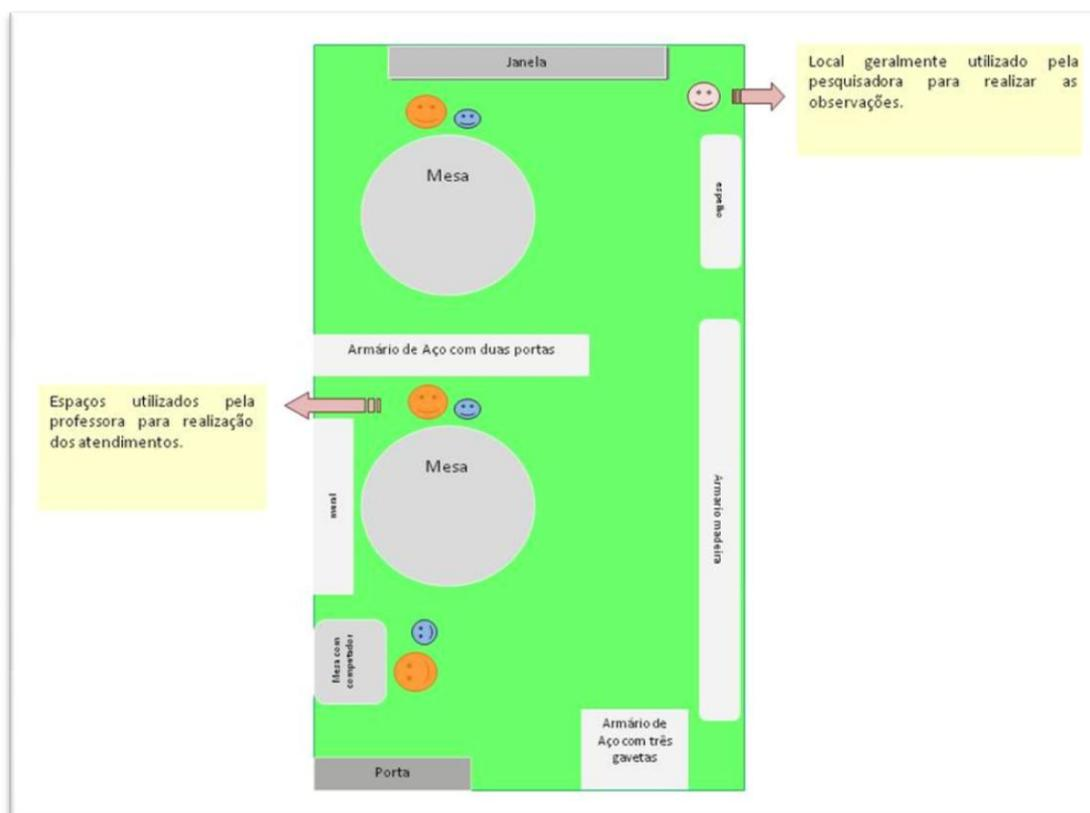 Janela
Local geralmente utilizado pela
pesquisadora para realizar as
observações.
Mesa
espelho
Armário de Aço com duas portas
Espaços utilizados pela
professora para realização
dos atendimentos.
Mesa
mural
Armario madeira
Mesa com
computador
Armário de
Aço com três
gavetas
Porta